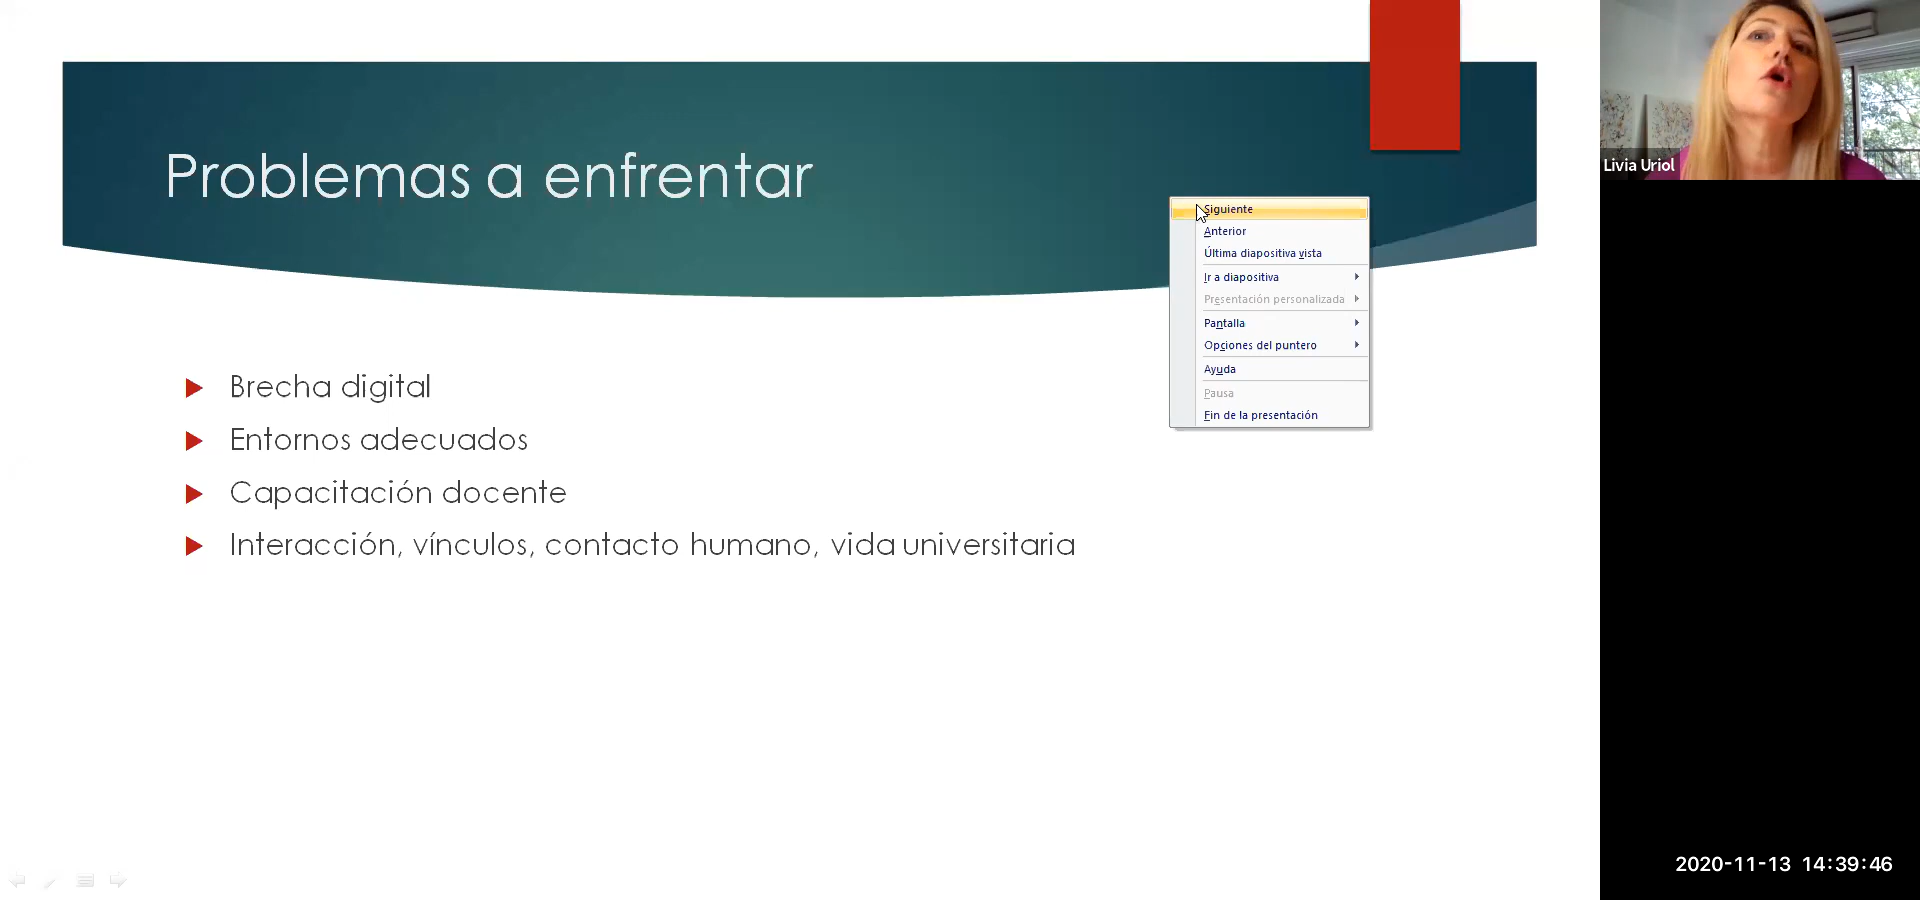 Problemas a enfrentar
Brecha digital
Entornos adecuados
Capacitación docente
Interacción, vínculos, contacto humano, vida universitaria
Siguiente
Anterior
Última diapositiva vista
Ir a diapositiva
Presentación personalizada
Pantalla
Opciones del puntero
Ayuda
Pausa
Fin de la presentación
Livia Uriol
2020-11-13 14:39:46